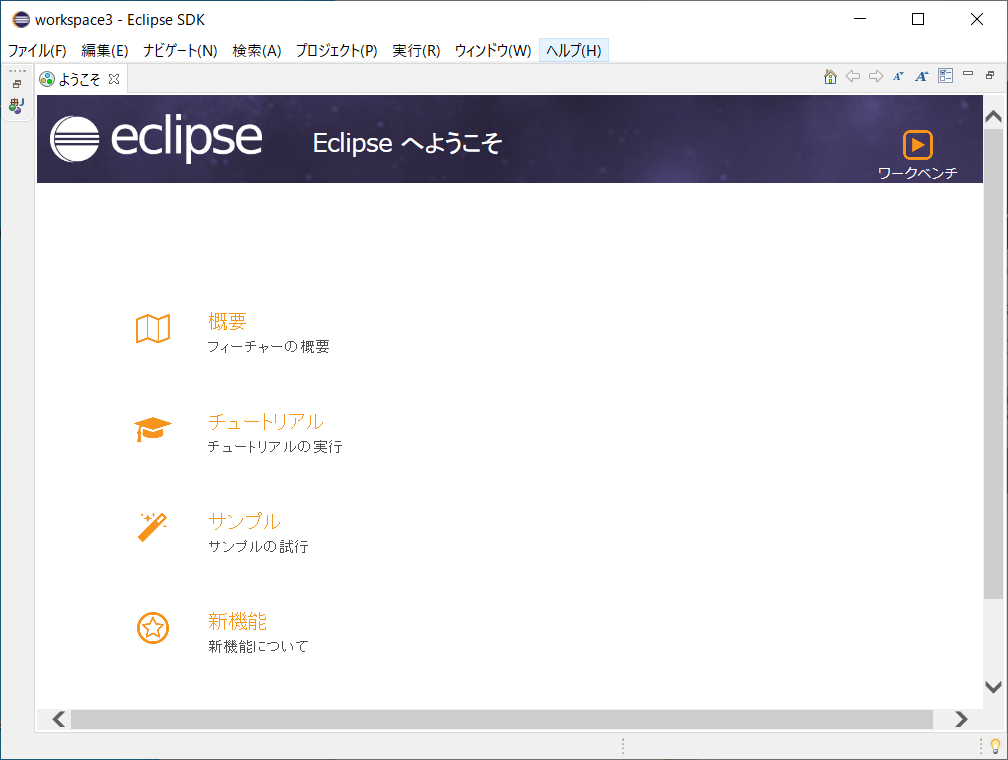 workspace3 - Eclipse SDK
ファイル(F) 編集(E) ナビゲート(N) 検索(A) プロジェクト(P) 実行(R) ウィンドウ(W) ヘルプ(H)
ようこそ
eclipse
Eclipse へようこそ
ワークベンチ
概要
フィーチャーの概要
チュートリアル
チュートリアルの実行
サンプル
サンプルの試行
新機能
新機能について